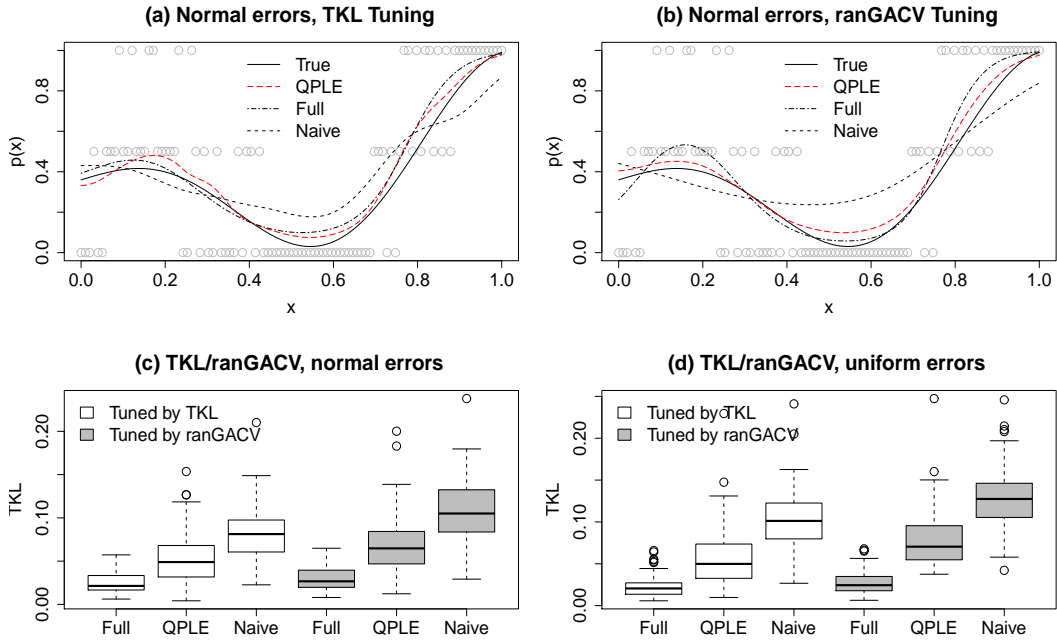 (a) Normal errors, TKL Tuning
True
QPLE
Full
Naive
p(x)
0.0 0.4 0.8
0.0 0.2 0.4 0.6 0.8 1.0
x
(b) Normal errors, ranGACV Tuning
True
QPLE
Full
Naive
p(x)
0.0 0.4 0.8
0.0 0.2 0.4 0.6 0.8 1.0
x
(c) TKL/ranGACV, normal errors
Tuned by TKL
Tuned by ranGACV
TKL
0.00 0.10 0.20
Full QPLE Naive Full QPLE Naive
(d) TKL/ranGACV, uniform errors
Tuned by TKL
Tuned by ranGACV
TKL
0.00 0.10 0.20
Full QPLE Naive Full QPLE Naive